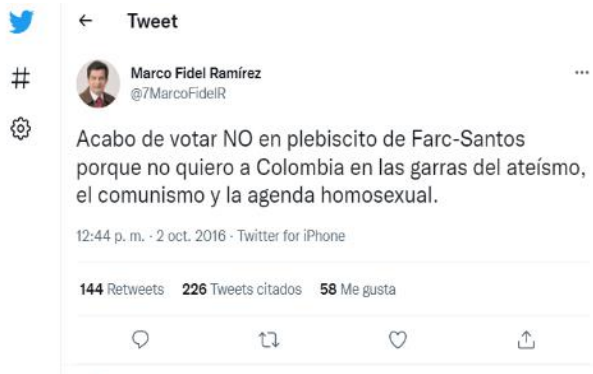 Tweet
Marco Fidel Ramírez
@7MarcoFidelR
Acabo de votar NO en plebiscito de Farc-Santos
porque no quiero a Colombia en las garras del ateísmo,
el comunismo y la agenda homosexual.
12:44 p. m. · 2 oct. 2016 · Twitter for iPhone
144 Retweets 226 Tweets citados 58 Me gusta